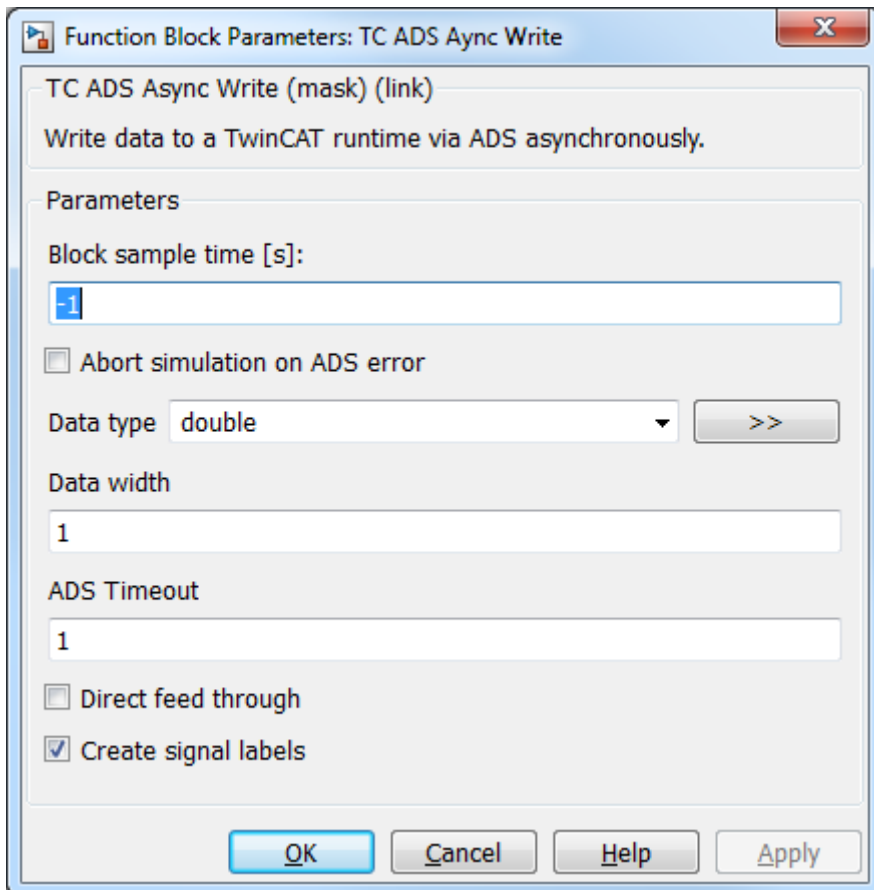 Function Block Parameters: TC ADS Aync Write
TC ADS Async Write (mask) (link)
Write data to a TwinCAT runtime via ADS asynchronously.
Parameters
Block sample time [s]:
-1
Abort simulation on ADS error
Data type double >>
Data width
1
ADS Timeout
1
Direct feed through
Create signal labels
OK Cancel Help Apply